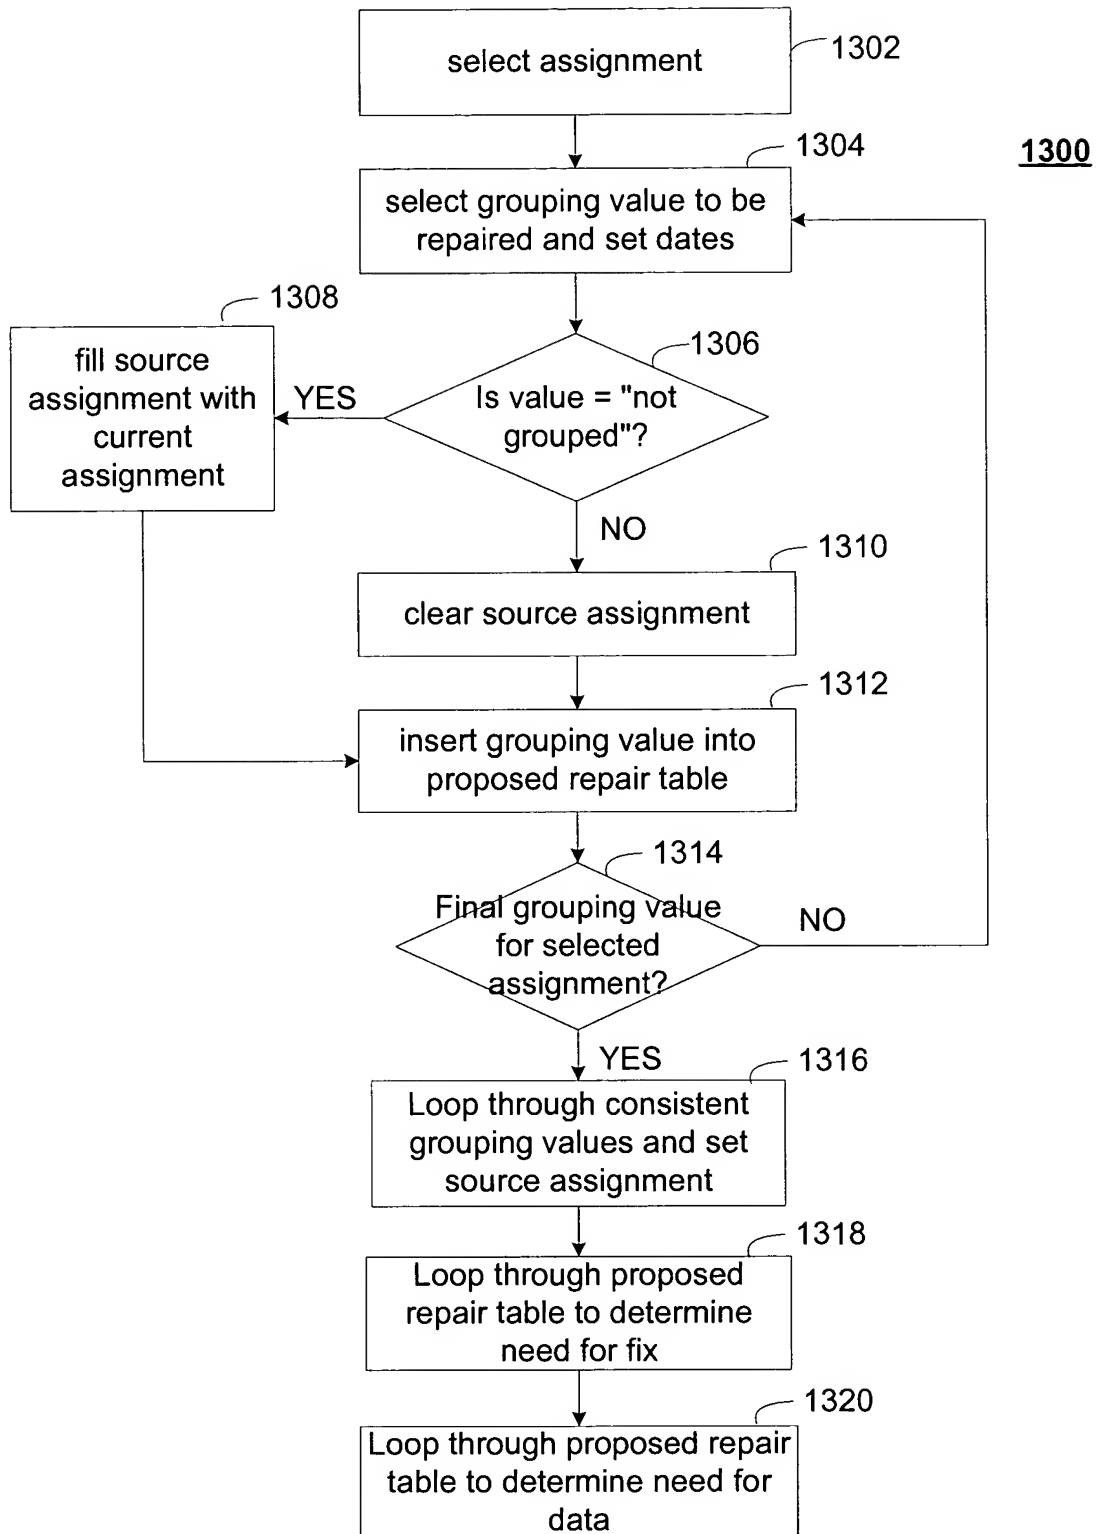 select assignment
1302
1300
1304
select grouping value to be
repaired and set dates
1308
fill source
assignment with
current
assignment
YES
1306
Is value = "not
grouped"?
NO
1310
clear source assignment
1312
insert grouping value into
proposed repair table
1314
Final grouping value
for selected
assignment?
NO
YES
1316
Loop through consistent
grouping values and set
source assignment
1318
Loop through proposed
repair table to determine
need for fix
1320
Loop through proposed repair
table to determine need for
data